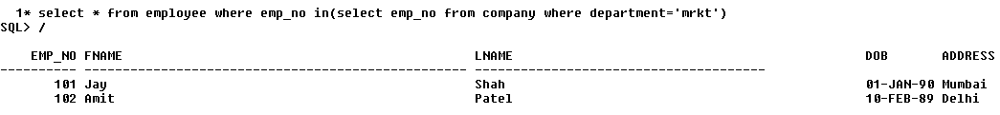 1* select * from employee where emp_no in(select emp_no from company where department='mrkt')
SQL> /
EMP_NO FNAME LNAME DOB ADDRESS
---------- -------------------------------------------------- -------------------------------------- --------- -------
101 Jay Shah 01-JAN-90 Mumbai
102 Amit Patel 10-FEB-89 Delhi